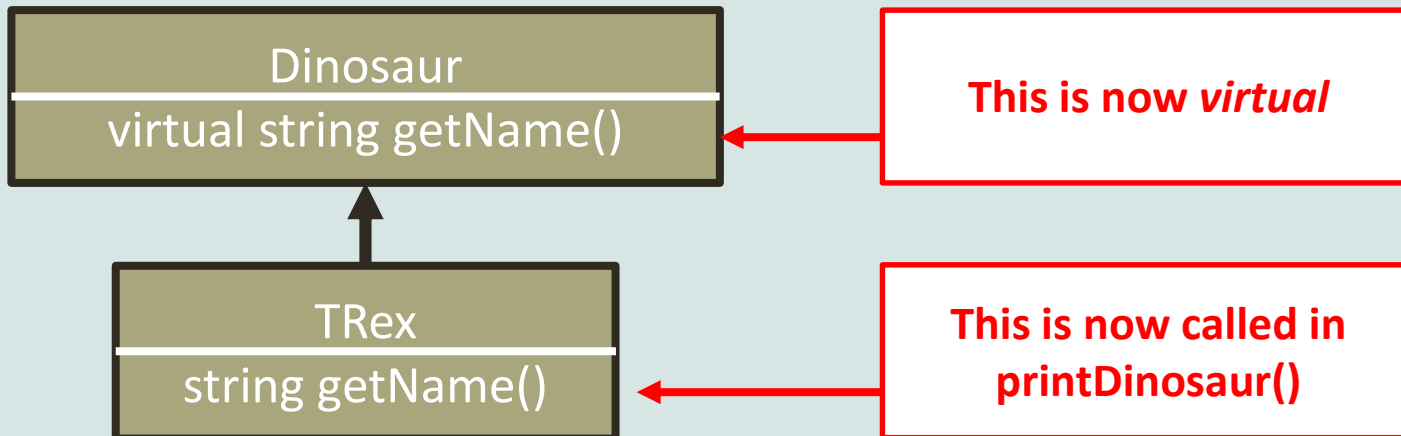 Dinosaur
virtual string getName()
This is now virtual
TRex
string getName()
This is now called in
printDinosaur()